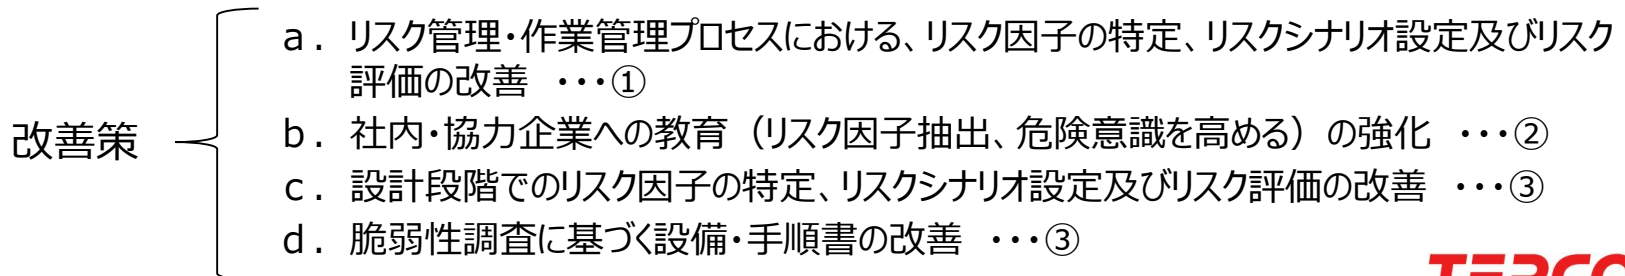 a．リスク管理・作業管理プロセスにおける、リスク因子の特定、リスクシナリオ設定及びリスク
評価の改善 ・・・①
改善策
b．社内・協力企業への教育（リスク因子抽出、危険意識を高める）の強化 ・・・②
c．設計段階でのリスク因子の特定、リスクシナリオ設定及びリスク評価の改善 ・・・③
d．脆弱性調査に基づく設備・手順書の改善 ・・・③